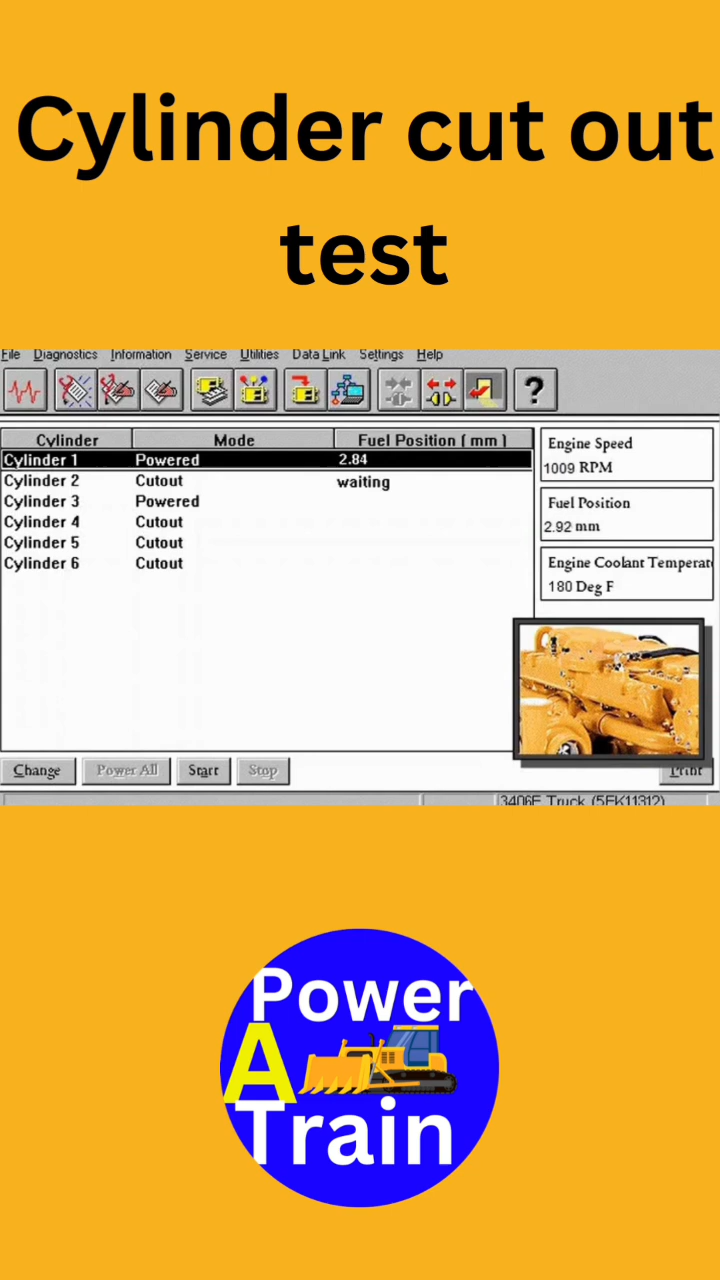 Cylinder cut out
test
File Diagnostics Information Service Utilities Data Link Settings Help
?
Cylinder Mode Fuel Position ( mm )
Cylinder 1 Powered 2.84
Cylinder 2 Cutout waiting
Cylinder 3 Powered
Cylinder 4 Cutout
Cylinder 5 Cutout
Cylinder 6 Cutout
Engine Speed
1009 RPM
Fuel Position
2.92 mm
Engine Coolant Temperat
180 Deg F
Change Power All Start Stop Print
3406E Truck (5EK11312)
Power
A
Train